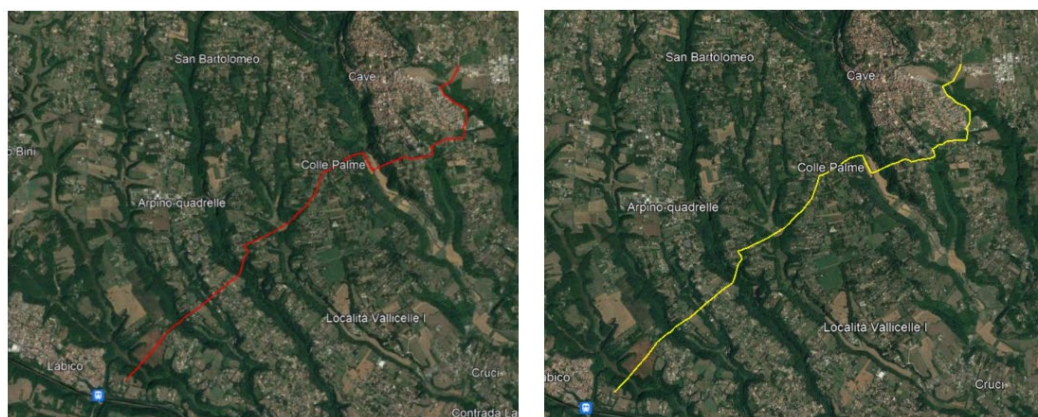 San Bartolomeo
Cave
o Bini
Colle Palme
Arpino quadrelle
Località Vallicelle I
Labico
Cruci
Contrada La
San Bartolomeo
Cave
Colle Palme
Arpino quadrelle
Località Vallicelle I
abico
Cruci